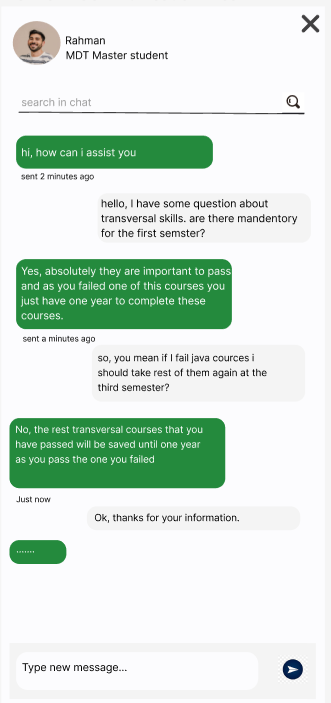 Rahman
MDT Master student
search in chat
hi, how can i assist you
sent 2 minutes ago
hello, I have some question about
transversal skills. are there mandentory
for the first semster?
Yes, absolutely they are important to pass
and as you failed one of this courses you
just have one year to complete these
courses.
sent a minutes ago
so, you mean if I fail java cources i
should take rest of them again at the
third semester?
No, the rest transversal courses that you
have passed will be saved until one year
as you pass the one you failed
Just now
Ok, thanks for your information.
.......
Type new message...